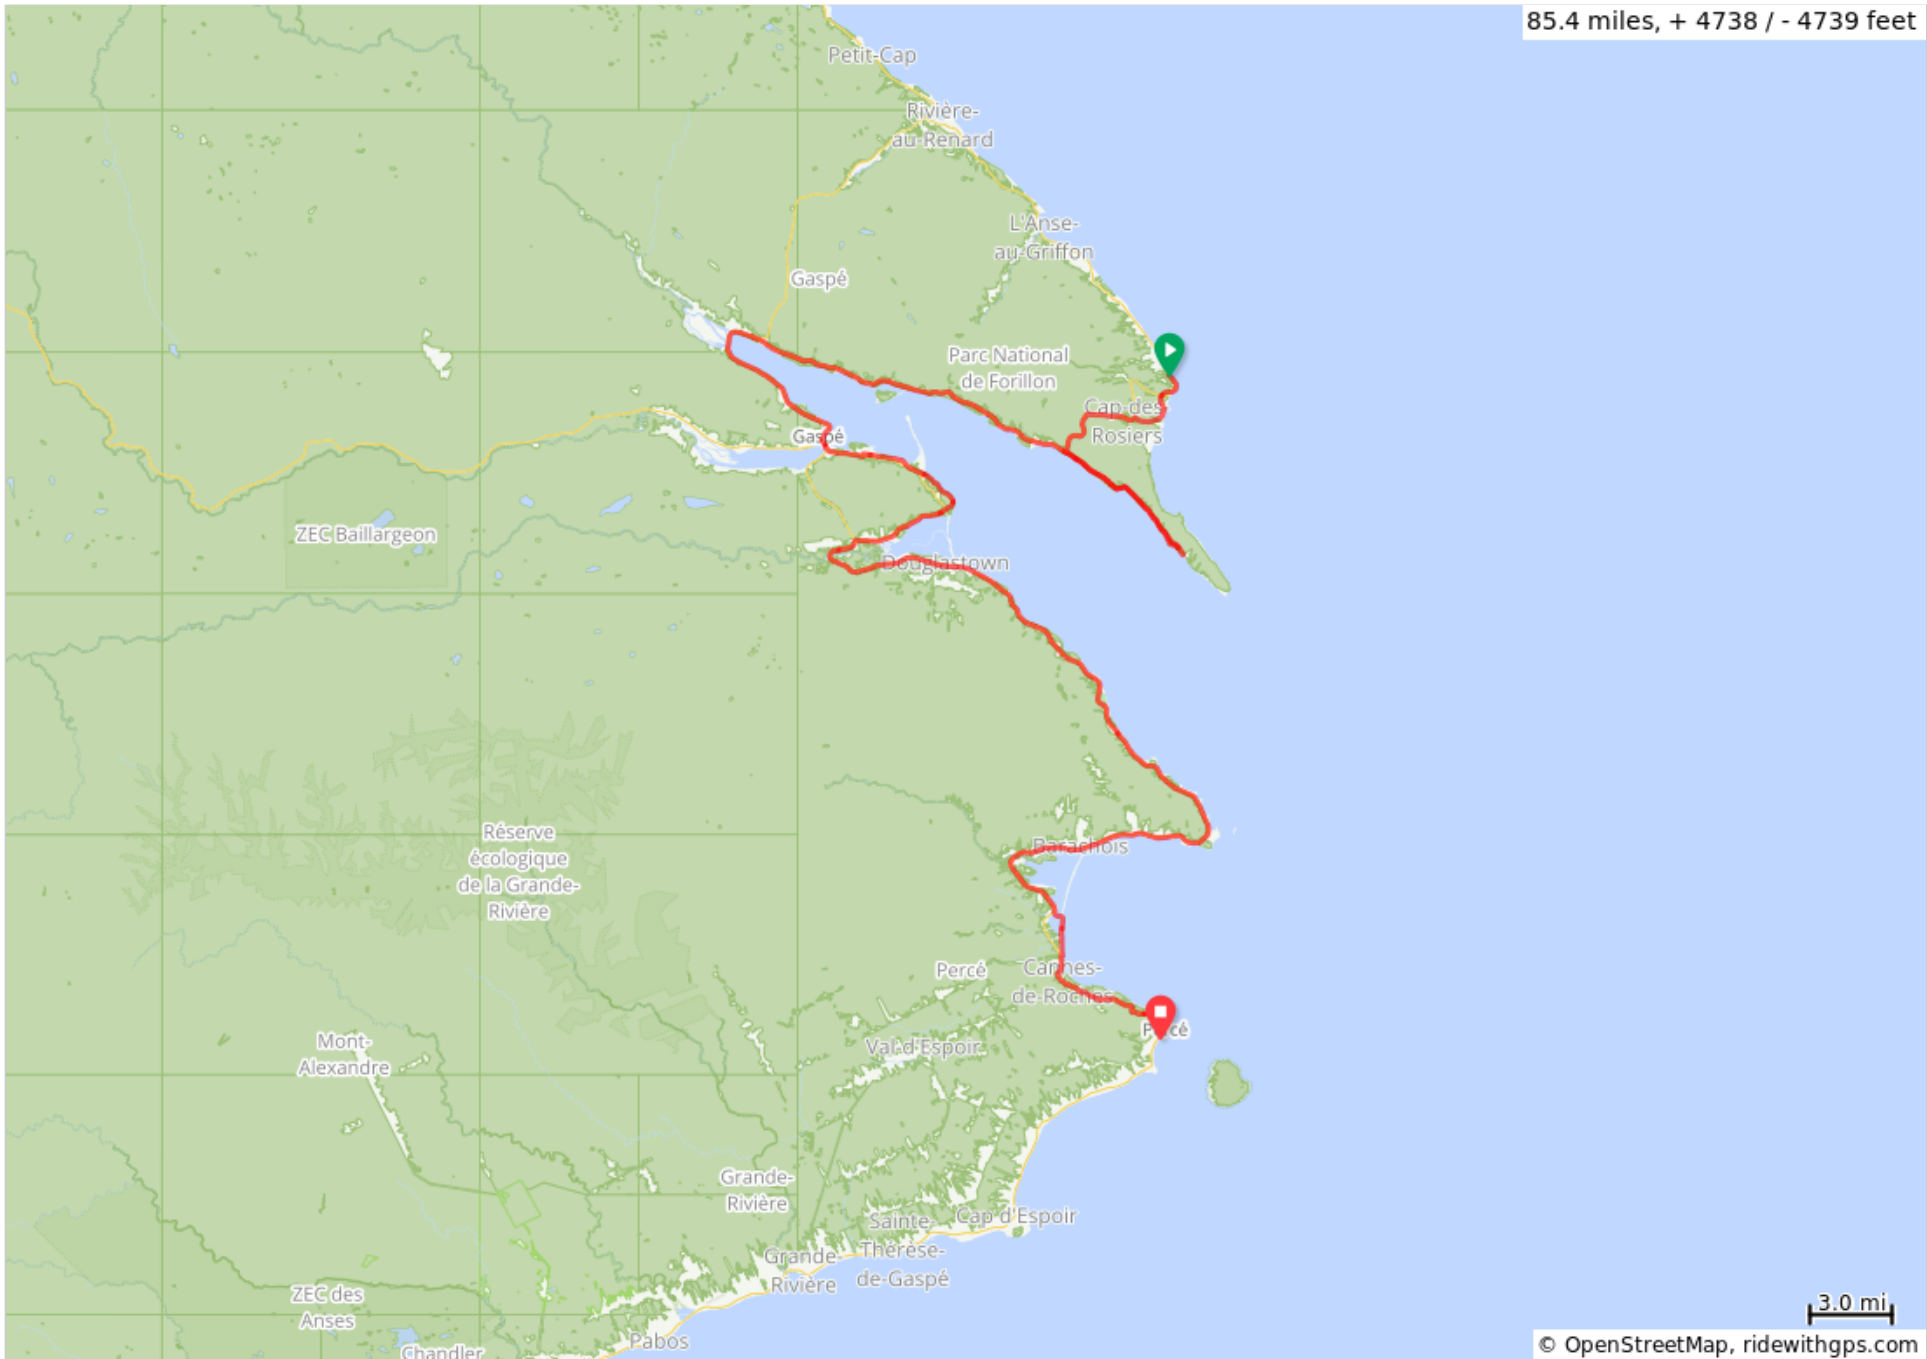 85.4 miles, + 4738 / - 4739 feet
Petit-Cap
Rivière-
au-Renard
L'Anse-
au-Griffon
Gaspé
Parc National
de Forillon
Cap-des-
Rosiers
Gaspé
ZEC Baillargeon
Douglastown
Réserve
écologique
de la Grande-
Rivière
Barachois
Percé
Cannes-
de-Roches
Percé
Mont-
Alexandre
Val-d'Espoir
Grande-
Rivière
Sainte-
Thérèse-
de-Gaspé
Cap d'Espoir
Grande-
Rivière
ZEC des
Anses
Pabos
Chandler
3.0 mi
© OpenStreetMap, ridewithgps.com